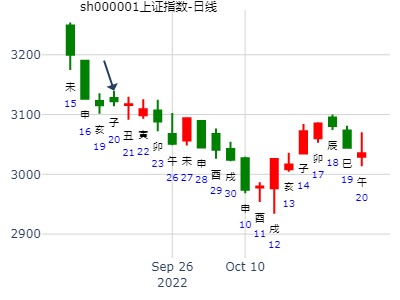 sh000001上证指数-日线
3200
3100
3000
2900
未
15
申
16
亥
19
子
20
丑
21
寅
22
卯
23
午
26
未
27
申
28
酉
29
戌
30
申
10
酉
11
戌
12
亥
13
子
14
卯
17
辰
18
巳
19
午
20
Sep 26
2022
Oct 10